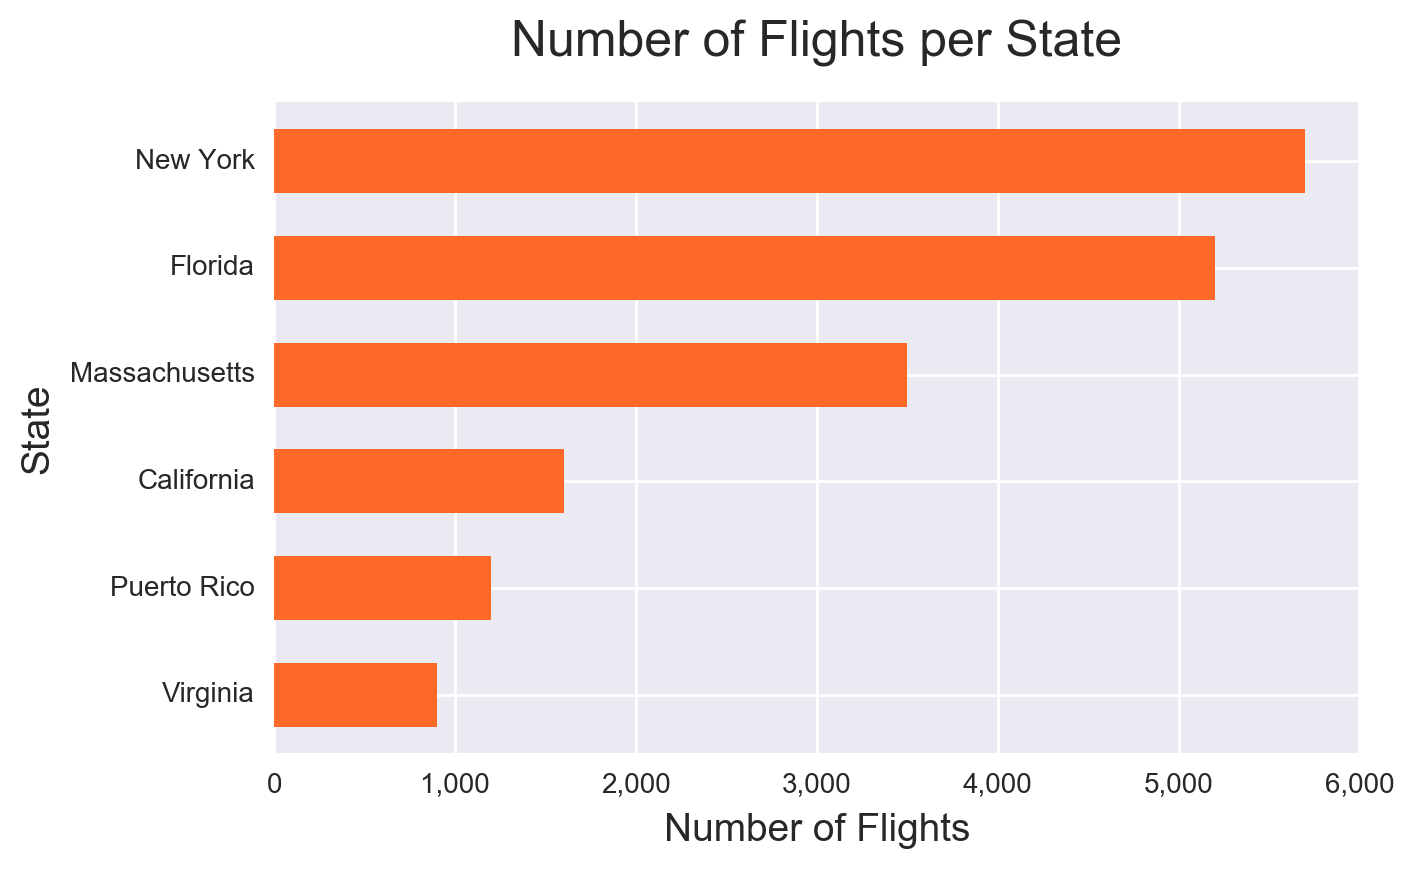 Number of Flights per State
New York
Florida
Massachusetts
California
Puerto Rico
Virginia
State
0 1,000 2,000 3,000 4,000 5,000 6,000
Number of Flights